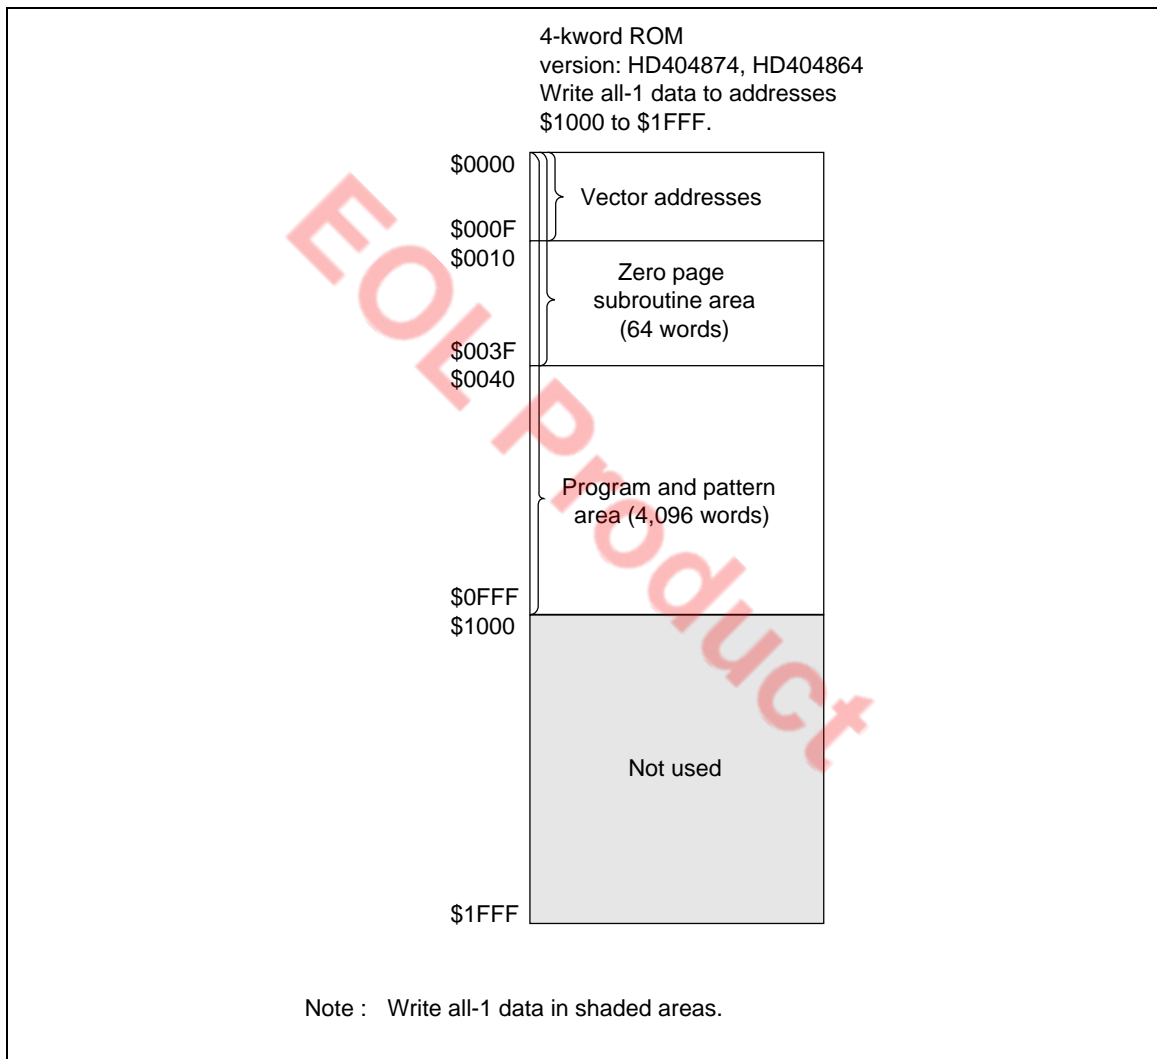 4-kword ROM
version: HD404874, HD404864
Write all-1 data to addresses
$1000 to $1FFF.
$0000
Vector addresses
$000F
$0010
Zero page
subroutine area
(64 words)
$003F
$0040
Program and pattern
area (4,096 words)
$0FFF
$1000
Not used
$1FFF
Note : Write all-1 data in shaded areas.
EOL Product